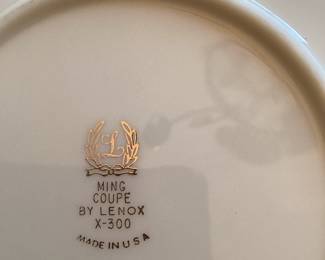 L
MING
COUPE
BY LENOX
X-300
MADE IN USA